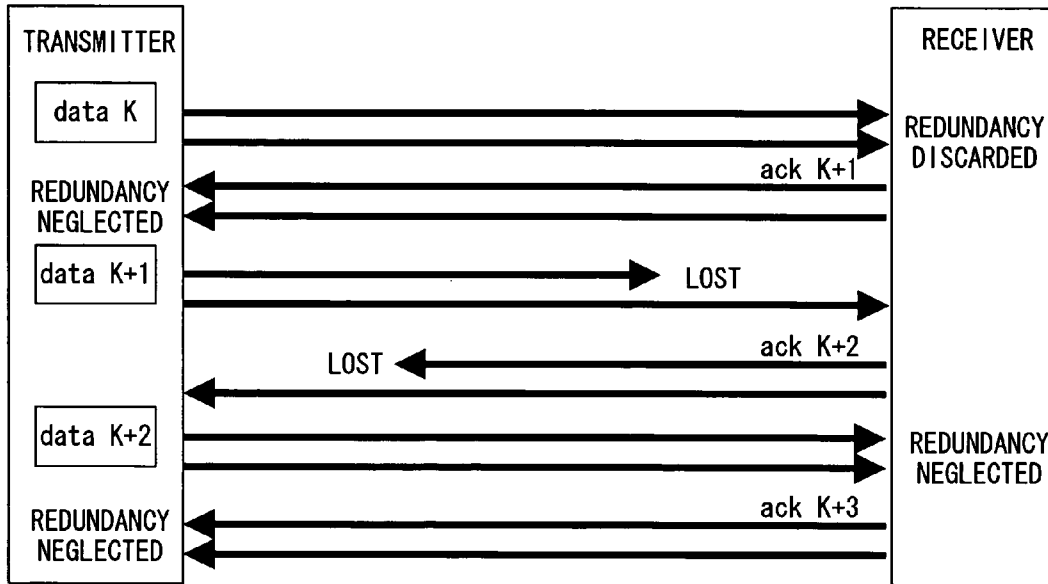 TRANSMITTER
RECEIVER
data K
REDUNDANCY
DISCARDED
ack K+1
REDUNDANCY
NEGLECTED
data K+1
LOST
ack K+2
LOST
data K+2
REDUNDANCY
NEGLECTED
ack K+3
REDUNDANCY
NEGLECTED